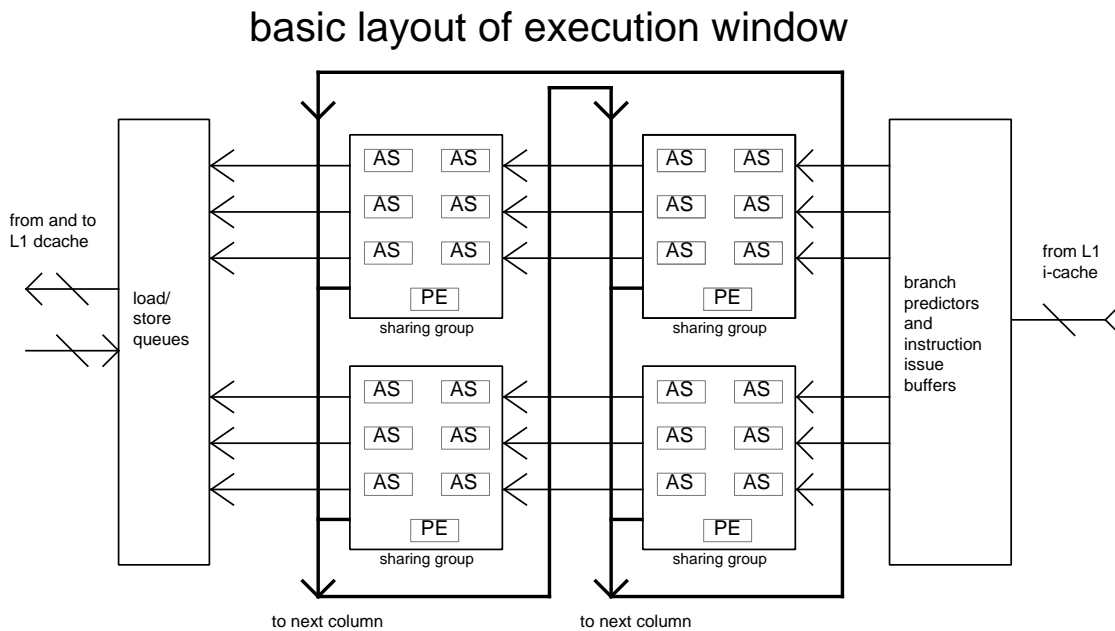 basic layout of execution window
AS AS AS AS
AS AS AS AS
AS AS AS AS
PE PE
sharing group sharing group
AS AS AS AS
AS AS AS AS
AS AS AS AS
PE PE
sharing group sharing group
from and to
L1 dcache
load/
store
queues
branch
predictors
and
instruction
issue
buffers
from L1
i-cache
to next column to next column